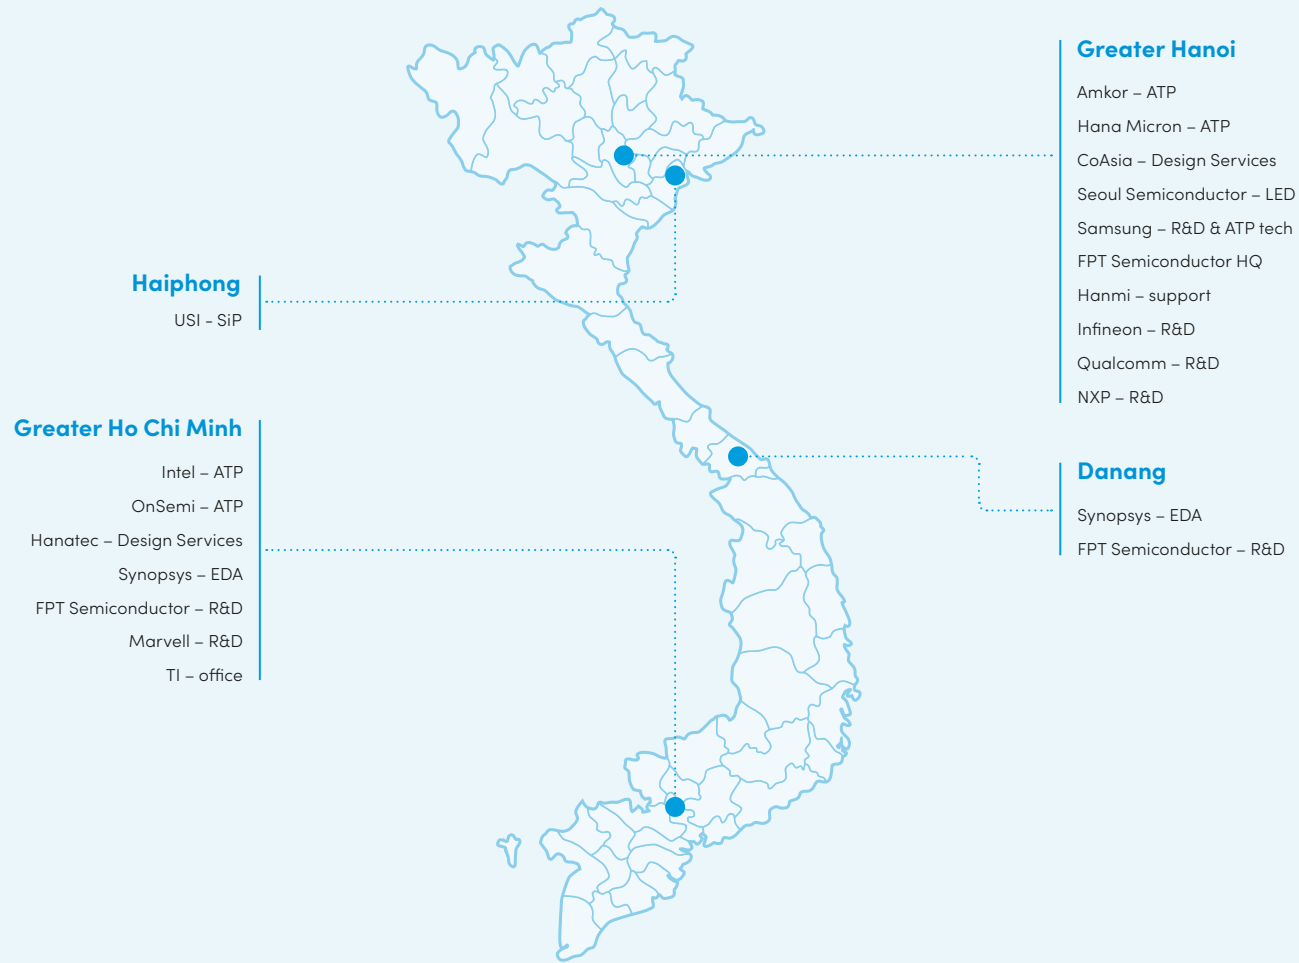 Greater Hanoi
Amkor – ATP
Hana Micron – ATP
CoAsia – Design Services
Seoul Semiconductor – LED
Samsung – R&D & ATP tech
FPT Semiconductor HQ
Hanmi – support
Infineon – R&D
Qualcomm – R&D
NXP – R&D
Haiphong
USI - SiP
Greater Ho Chi Minh
Intel – ATP
OnSemi – ATP
Hanatec – Design Services
Synopsys – EDA
FPT Semiconductor – R&D
Marvell – R&D
TI – office
Danang
Synopsys – EDA
FPT Semiconductor – R&D